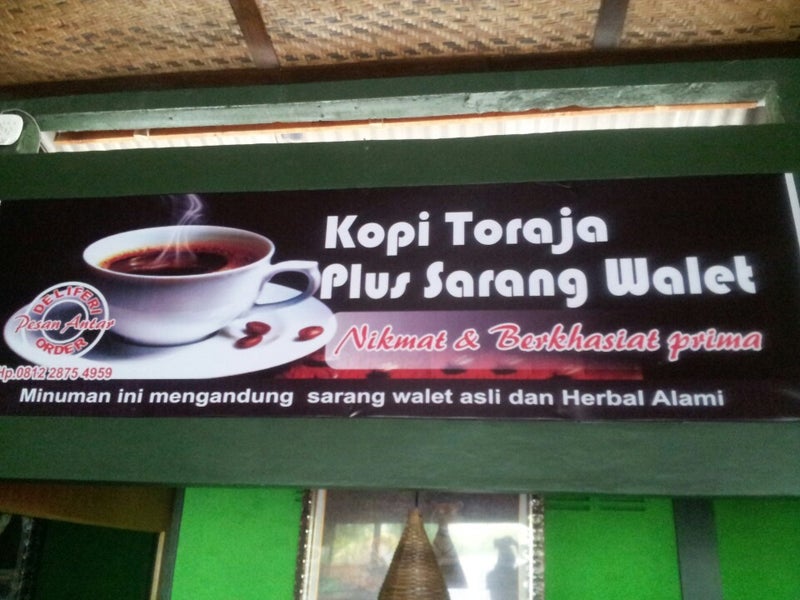 Kopi Toraja
Plus Sarang Walet
Nikmat & Berkhasiat prima
DELIFERI
Pesan Antar
ORDER
Hp.0812 2875 4959
Minuman ini mengandung sarang walet asli dan Herbal Alami